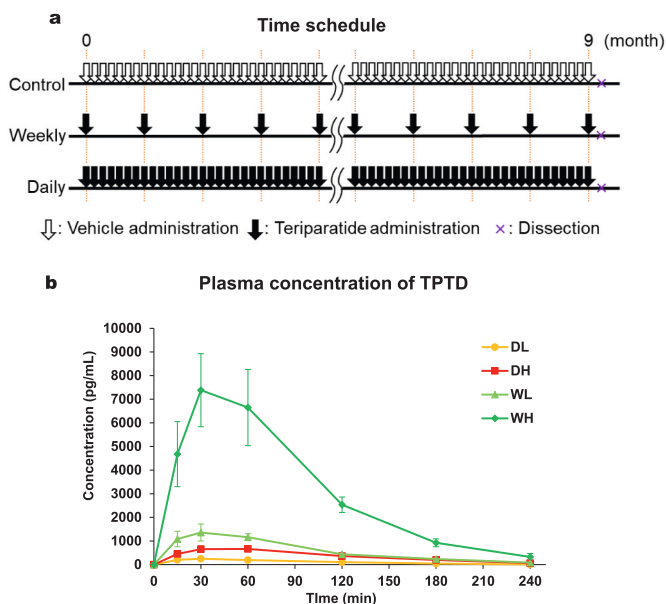 a
Time schedule
0
9 (month)
Control
Weekly
Daily
: Vehicle administration
: Teriparatide administration
×: Dissection
b
Plasma concentration of TPTD
Concentration (pg/mL)
10000
9000
8000
7000
6000
5000
4000
3000
2000
1000
0
DL
DH
WL
WH
0 30 60 90 120 150 180 210 240
TIme (min)